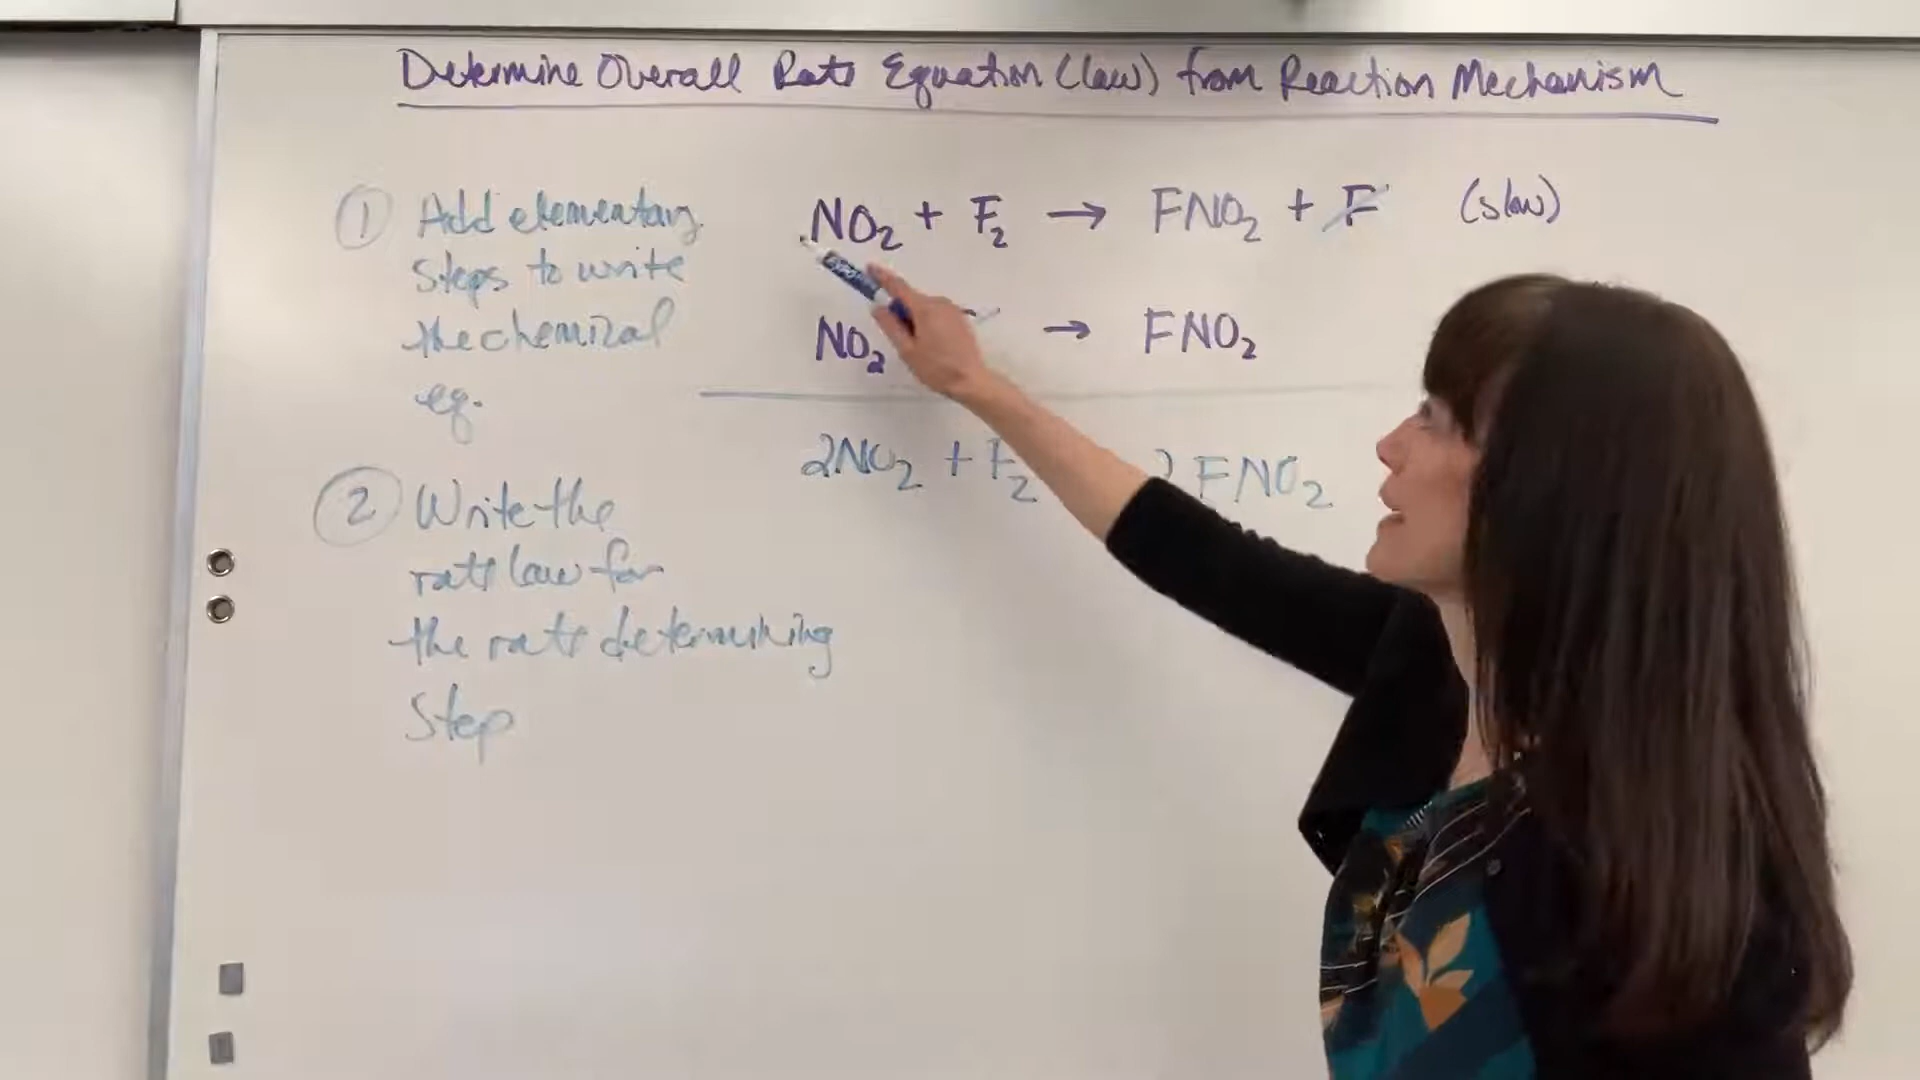 Determine Overall Rate Equation (law) from Reaction Mechanism
① Add elementary
steps to write
the chemical
eq.
NO₂ + F₂ → FNO₂ + F (slow)
NO₂ → FNO₂
2NO₂ + F₂ 2 FNO₂
② Write the
rate law for
the rate determining
Step